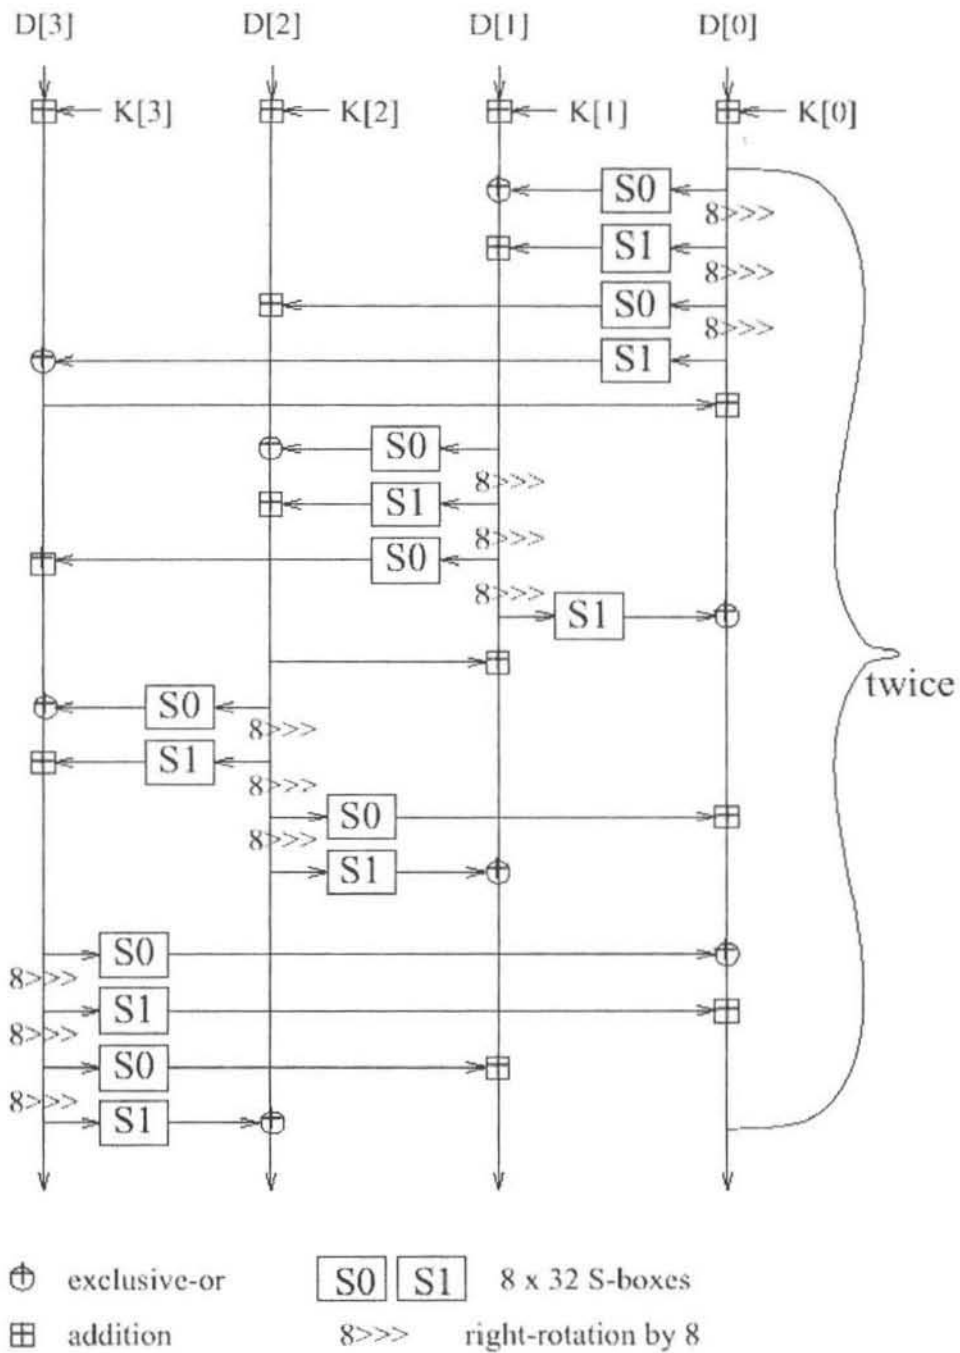 D[3] D[2] D[1] D[0]
K[3] K[2] K[1] K[0]
S0
8>>>
S1
8>>>
S0
8>>>
S1
S0
8>>>
S1
8>>>
S0
8>>>
S1
twice
S0
8>>>
S1
8>>>
S0
8>>>
S1
S0
8>>>
S1
8>>>
S0
8>>>
S1
exclusive-or S0 S1 8 x 32 S-boxes
addition 8>>> right-rotation by 8